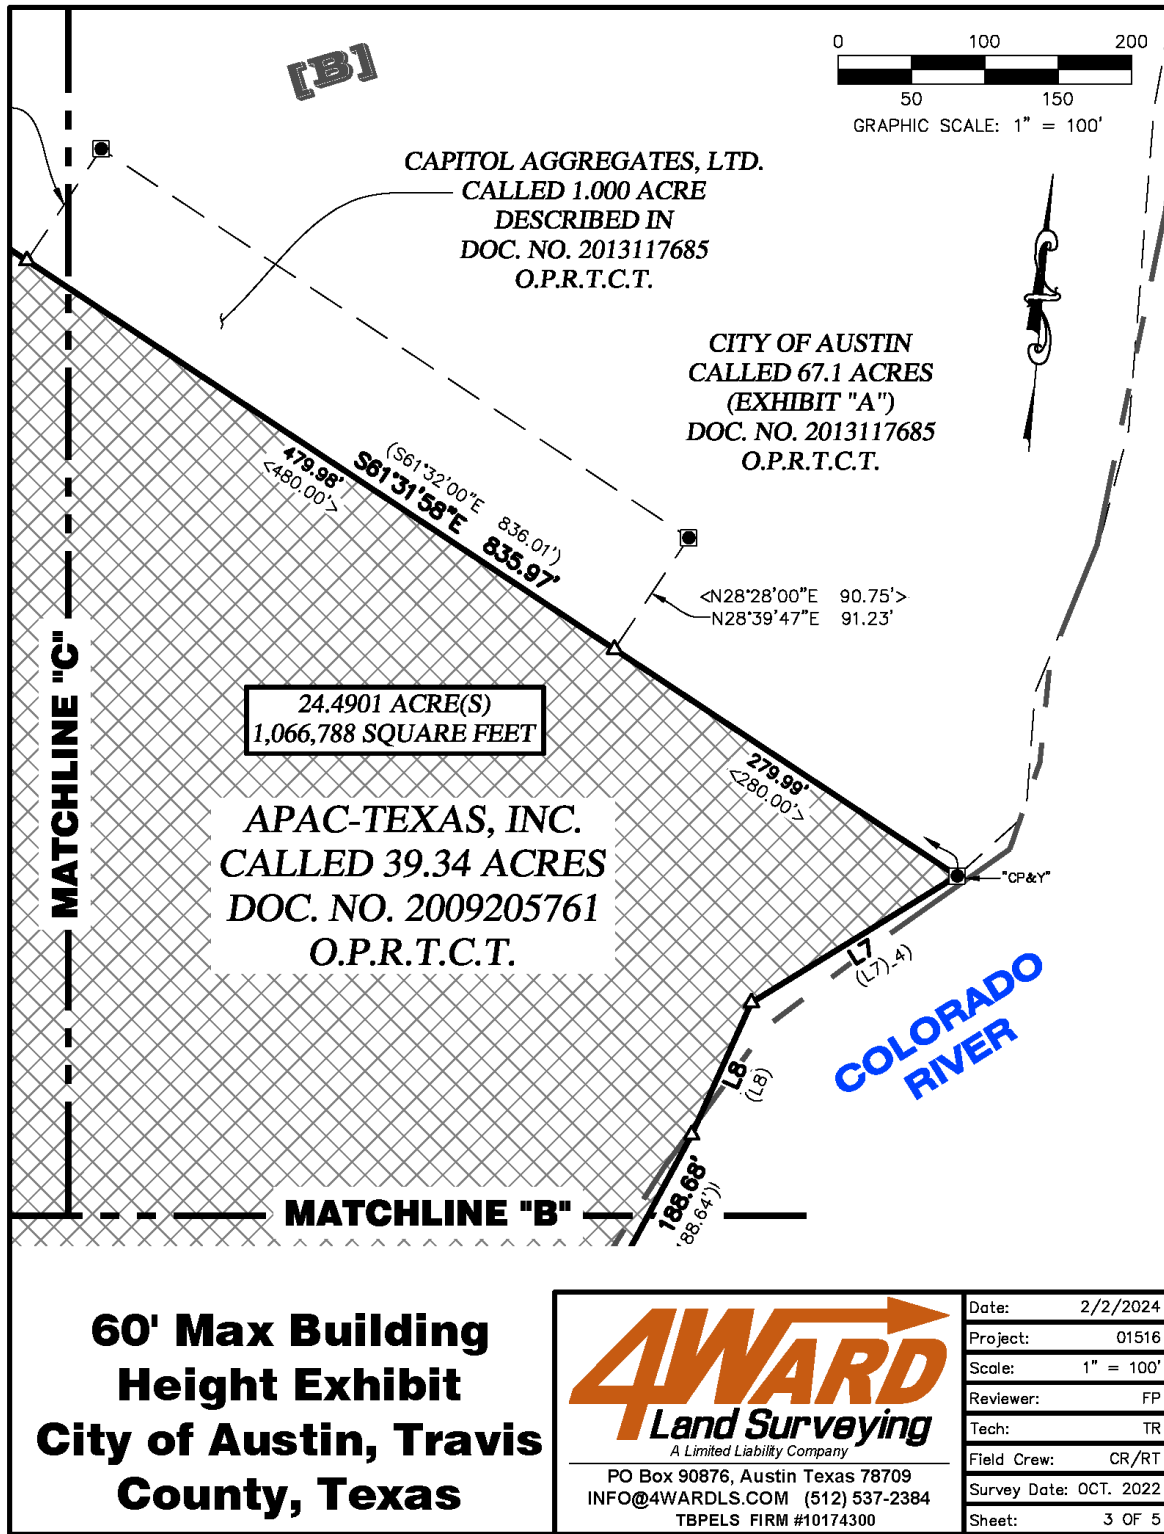 [B]
0 100 200
50 150
GRAPHIC SCALE: 1" = 100'
CAPITOL AGGREGATES, LTD.
CALLED 1.000 ACRE
DESCRIBED IN
DOC. NO. 2013117685
O.P.R.T.C.T.
CITY OF AUSTIN
CALLED 67.1 ACRES
(EXHIBIT "A")
DOC. NO. 2013117685
O.P.R.T.C.T.
(S61°32'00"E 836.01')
S61°31'58"E 835.97'
479.98'
<480.00'>
<N28°28'00"E 90.75'>
N28°39'47"E 91.23'
MATCHLINE "C"
24.4901 ACRE(S)
1,066,788 SQUARE FEET
279.99'
<280.00'>
APAC-TEXAS, INC.
CALLED 39.34 ACRES
DOC. NO. 2009205761
O.P.R.T.C.T.
"CP&Y"
L7
(L7)_4)
COLORADO
RIVER
L8
(L8)
188.68'
88.64'))
MATCHLINE "B"
60' Max Building
Height Exhibit
City of Austin, Travis
County, Texas
4WARD
Land Surveying
A Limited Liability Company
PO Box 90876, Austin Texas 78709
INFO@4WARDLS.COM (512) 537-2384
TBPELS FIRM #10174300
Date: 2/2/2024
Project: 01516
Scale: 1" = 100'
Reviewer: FP
Tech: TR
Field Crew: CR/RT
Survey Date: OCT. 2022
Sheet: 3 OF 5